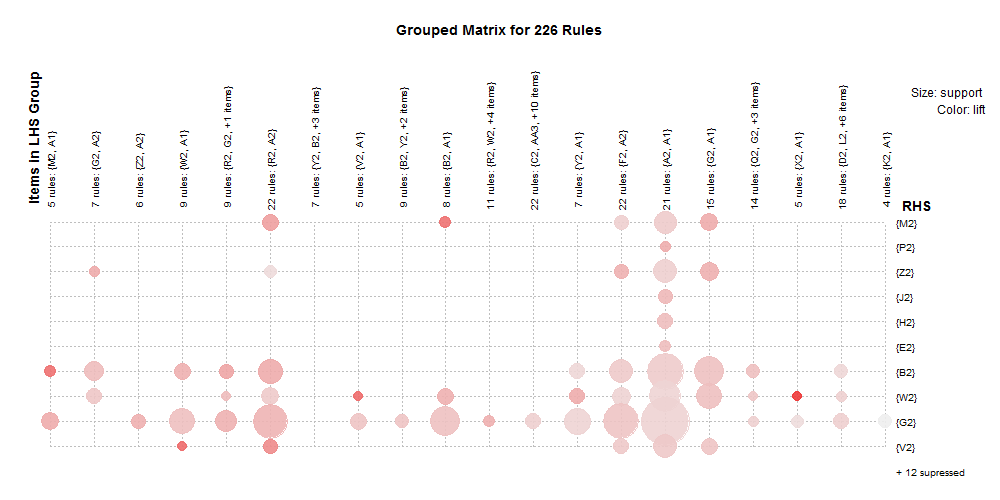 Grouped Matrix for 226 Rules
Size: support
Color: lift
Items in LHS Group
5 rules: {M2, A1}
7 rules: {G2, A2}
6 rules: {Z2, A2}
9 rules: {W2, A1}
9 rules: {R2, G2, +1 items}
22 rules: {R2, A2}
7 rules: {Y2, B2, +3 items}
5 rules: {V2, A1}
9 rules: {B2, Y2, +2 items}
8 rules: {B2, A1}
11 rules: {R2, W2, +4 items}
22 rules: {C2, AA3, +10 items}
7 rules: {Y2, A1}
22 rules: {F2, A2}
21 rules: {A2, A1}
15 rules: {G2, A1}
14 rules: {Q2, G2, +3 items}
5 rules: {X2, A1}
18 rules: {D2, L2, +6 items}
4 rules: {K2, A1}
RHS
{M2}
{P2}
{Z2}
{J2}
{H2}
{E2}
{B2}
{W2}
{G2}
{V2}
+ 12 supressed